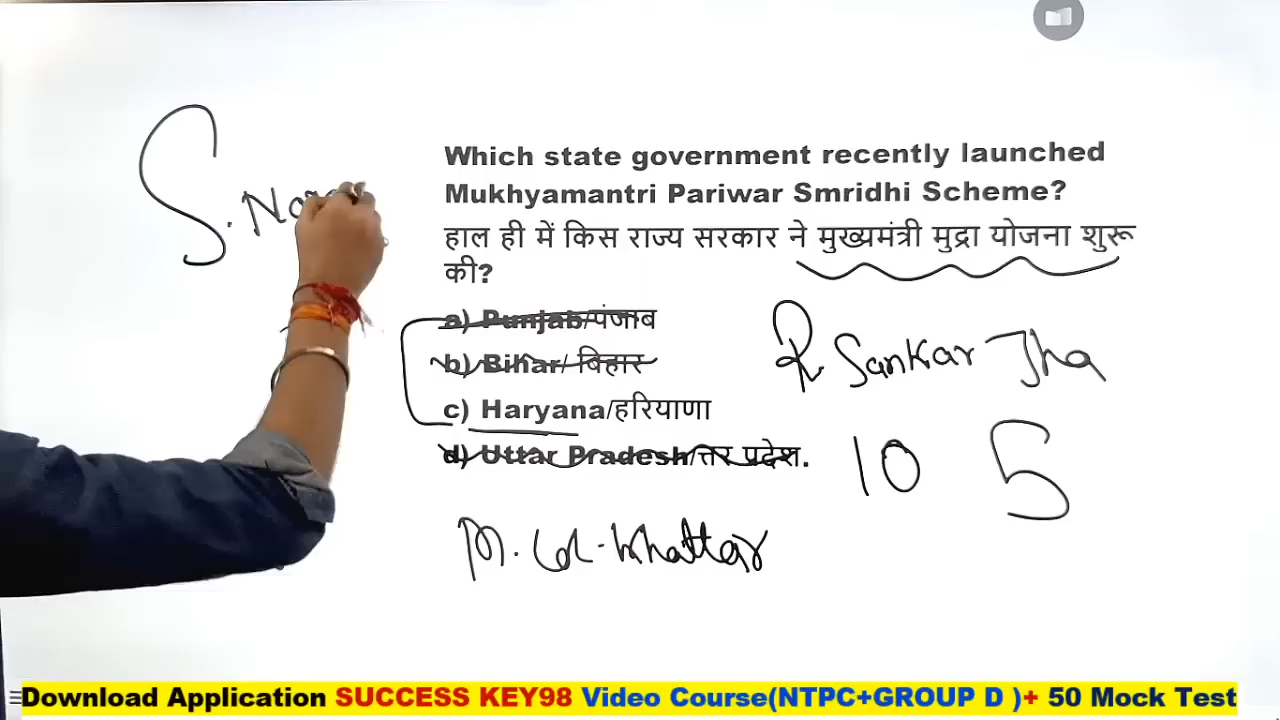 S. Nar
Which state government recently launched
Mukhyamantri Pariwar Smridhi Scheme?
हाल ही में किस राज्य सरकार ने मुख्यमंत्री मुद्रा योजना शुरू
की?
a) Punjab/पंजाब
b) Bihar/ बिहार
c) Haryana/हरियाणा
d) Uttar Pradesh/त्तर प्रदेश.
R. Sankar Jha
10 5
M. Khattar
Download Application SUCCESS KEY98 Video Course(NTPC+GROUP D )+ 50 Mock Test